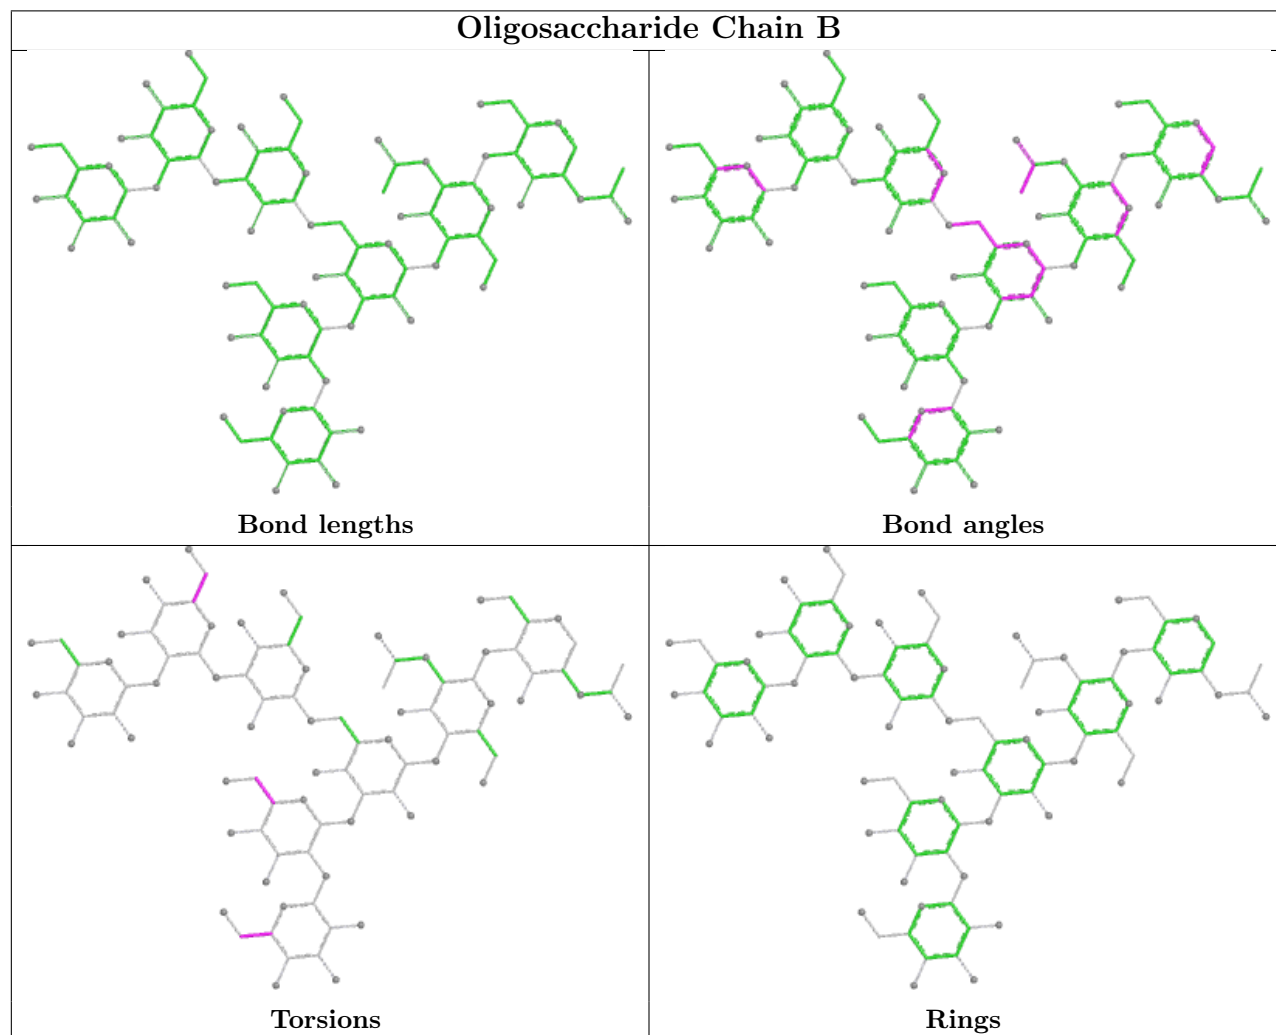 Oligosaccharide Chain B
Bond lengths
Bond angles
Torsions
Rings